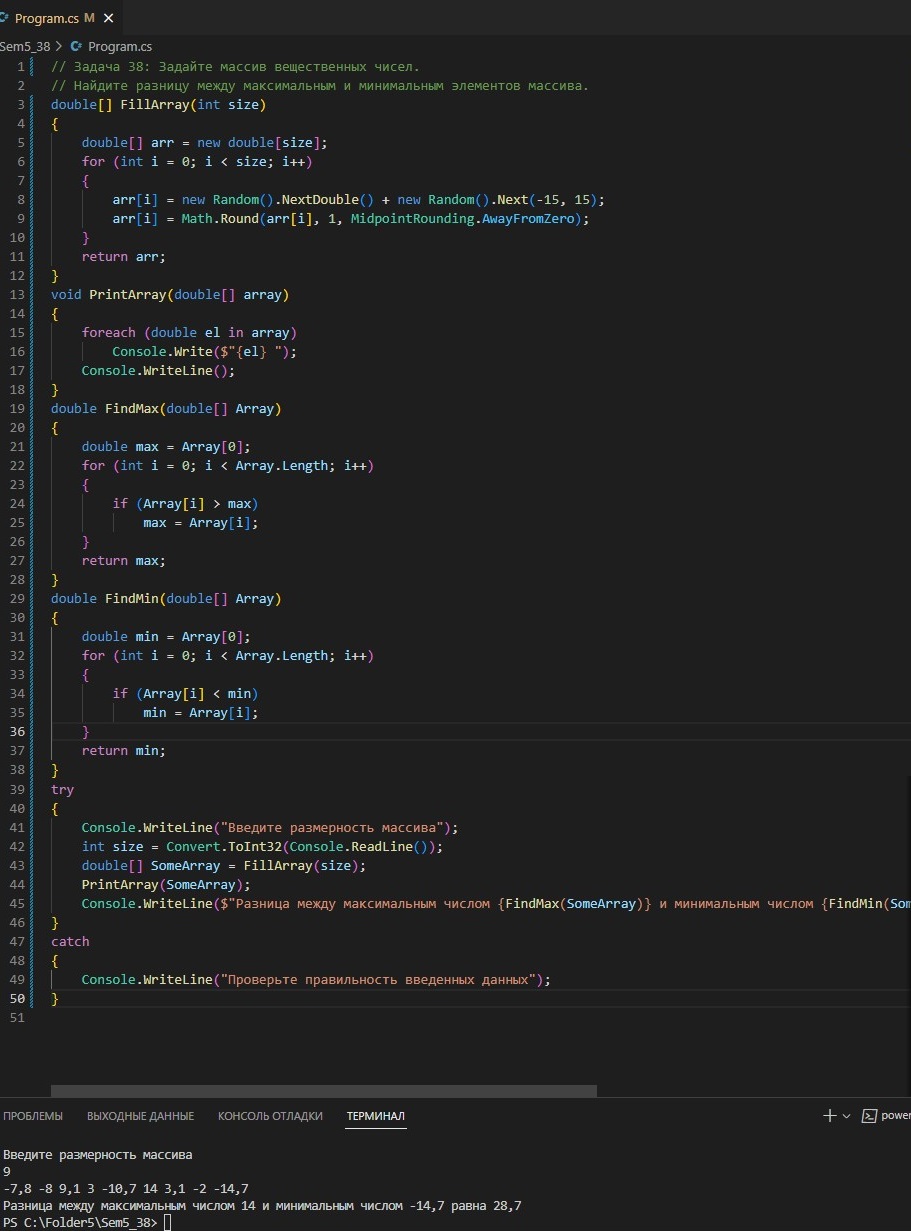 Program.cs M
Sem5_38 > Program.cs
1 // Задача 38: Задайте массив вещественных чисел.
2 // Найдите разницу между максимальным и минимальным элементов массива.
3 double[] FillArray(int size)
4 {
5 double[] arr = new double[size];
6 for (int i = 0; i < size; i++)
7 {
8 arr[i] = new Random().NextDouble() + new Random().Next(-15, 15);
9 arr[i] = Math.Round(arr[i], 1, MidpointRounding.AwayFromZero);
10 }
11 return arr;
12 }
13 void PrintArray(double[] array)
14 {
15 foreach (double el in array)
16 Console.Write($"{el} ");
17 Console.WriteLine();
18 }
19 double FindMax(double[] Array)
20 {
21 double max = Array[0];
22 for (int i = 0; i < Array.Length; i++)
23 {
24 if (Array[i] > max)
25 max = Array[i];
26 }
27 return max;
28 }
29 double FindMin(double[] Array)
30 {
31 double min = Array[0];
32 for (int i = 0; i < Array.Length; i++)
33 {
34 if (Array[i] < min)
35 min = Array[i];
36 }
37 return min;
38 }
39 try
40 {
41 Console.WriteLine("Введите размерность массива");
42 int size = Convert.ToInt32(Console.ReadLine());
43 double[] SomeArray = FillArray(size);
44 PrintArray(SomeArray);
45 Console.WriteLine($"Разница между максимальным числом {FindMax(SomeArray)} и минимальным числом {FindMin(Som
46 }
47 catch
48 {
49 Console.WriteLine("Проверьте правильность введенных данных");
50 }
51
ПРОБЛЕМЫ ВЫХОДНЫЕ ДАННЫЕ КОНСОЛЬ ОТЛАДКИ ТЕРМИНАЛ power
Введите размерность массива
9
-7,8 -8 9,1 3 -10,7 14 3,1 -2 -14,7
Разница между максимальным числом 14 и минимальным числом -14,7 равна 28,7
PS C:\Folder5\Sem5_38>